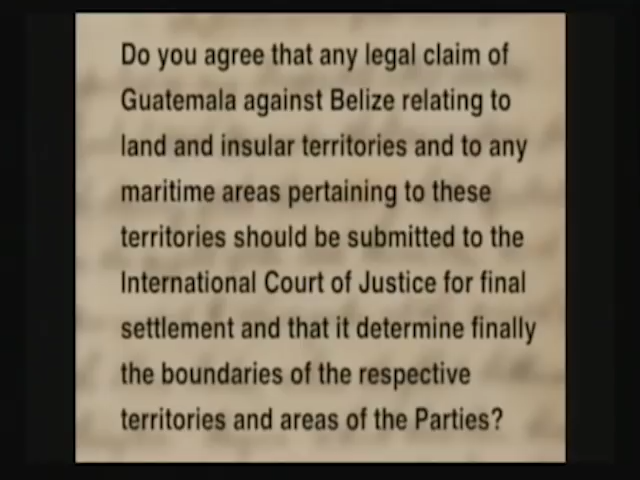 Do you agree that any legal claim of
Guatemala against Belize relating to
land and insular territories and to any
maritime areas pertaining to these
territories should be submitted to the
International Court of Justice for final
settlement and that it determine finally
the boundaries of the respective
territories and areas of the Parties?